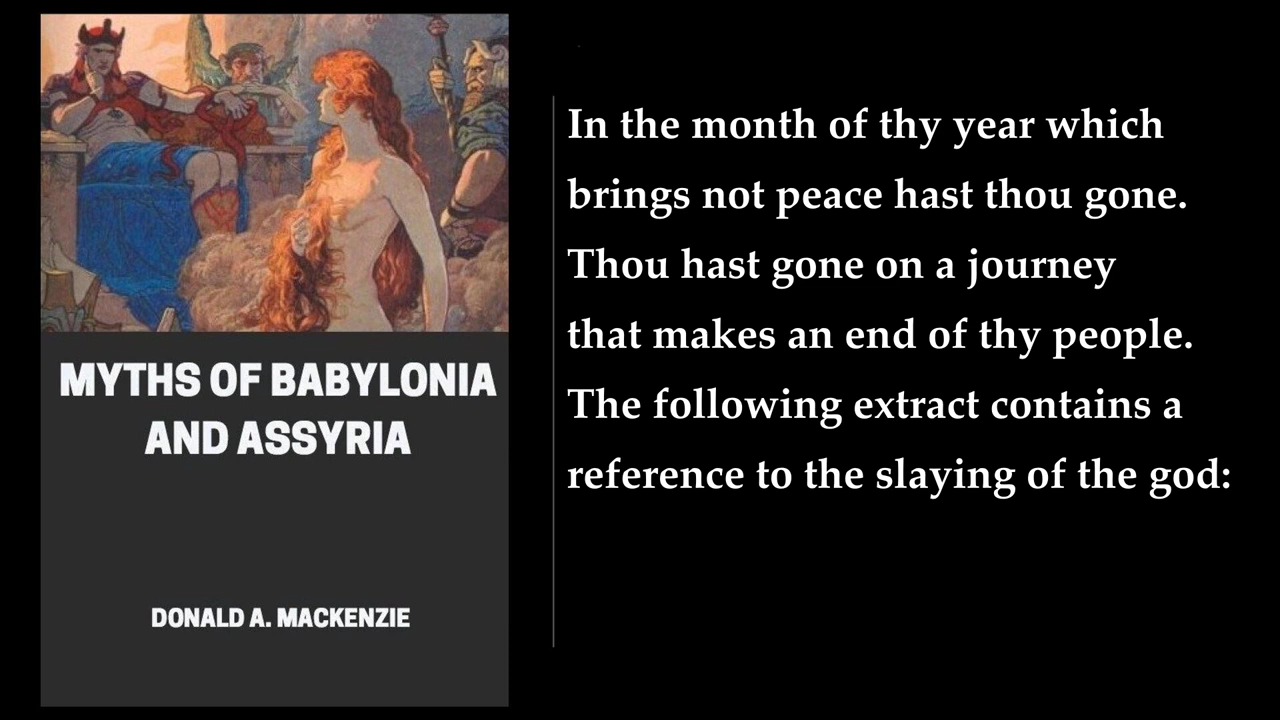 MYTHS OF BABYLONIA
AND ASSYRIA
DONALD A. MACKENZIE
In the month of thy year which
brings not peace hast thou gone.
Thou hast gone on a journey
that makes an end of thy people.
The following extract contains a
reference to the slaying of the god: